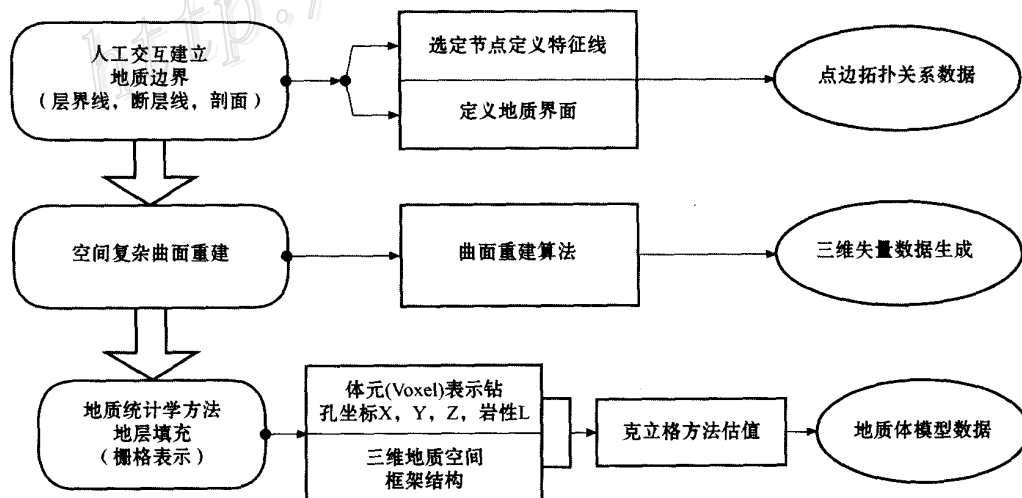 http:/
人工交互建立
地质边界
（层界线，断层线，剖面）
选定节点定义特征线
定义地质界面
点边拓扑关系数据
空间复杂曲面重建
曲面重建算法
三维失量数据生成
地质统计学方法
地层填充
（栅格表示）
体元(Voxel)表示钻
孔坐标X，Y，Z，岩性L
三维地质空间
框架结构
克立格方法估值
地质体模型数据